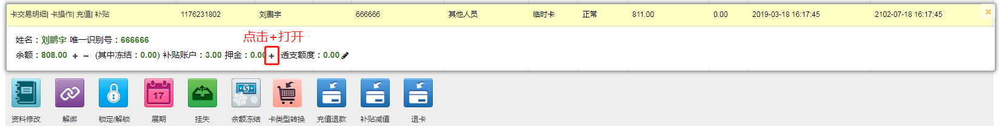 卡交易明细| 卡操作| 充值| 补贴 1176231802 刘鹏宇 666666 其他人员 临时卡 正常 811.00 0.00 2019-03-18 16:17:45 2102-07-18 16:17:45
点击+打开
姓名：刘鹏宇 唯一识别号：666666
余额：808.00 + − (其中冻结：0.00) 补贴账户：3.00 押金：0.00 + 透支额度：0.00
17
资料修改 解绑 锁定/解锁 展期 挂失 余额冻结 卡类型转换 充值退款 补贴减值 退卡